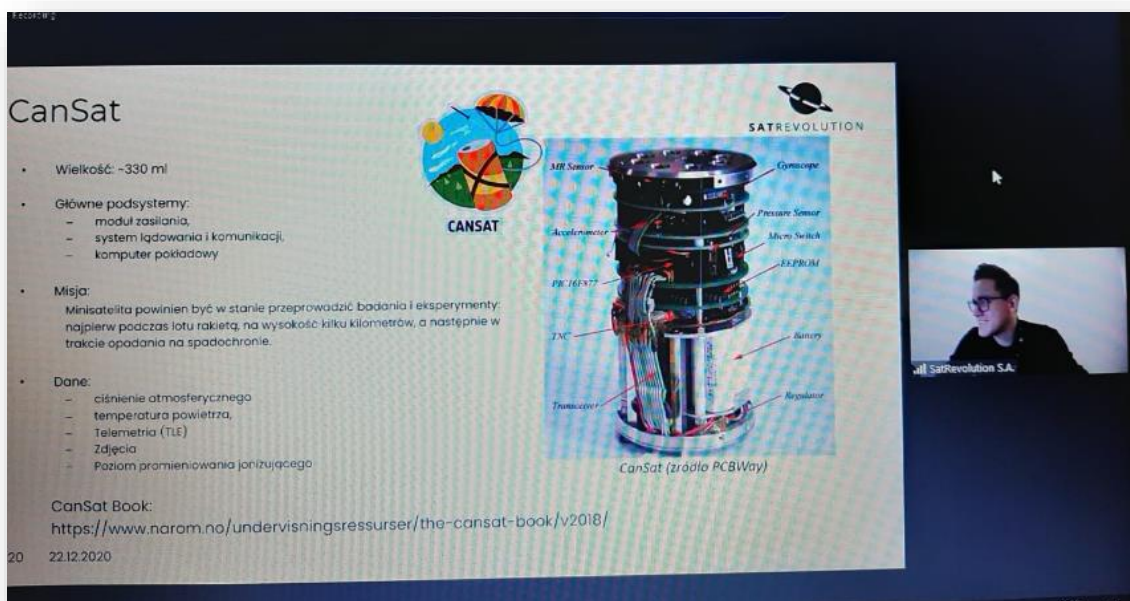 Recording
CanSat
SATREVOLUTION
CANSAT
• Wielkość: ~330 ml
• Główne podsystemy:
– moduł zasilania,
– system lądowania i komunikacji,
– komputer pokładowy
• Misja:
Minisatelita powinien być w stanie przeprowadzić badania i eksperymenty:
najpierw podczas lotu rakietą, na wysokość kilku kilometrów, a następnie w
trakcie opadania na spadochronie.
• Dane:
– ciśnienie atmosferycznego
– temperatura powietrza,
– Telemetria (TLE)
– Zdjęcia
– Poziom promieniowania jonizującego
CanSat Book:
https://www.narom.no/undervisningsressurser/the-cansat-book/v2018/
20 22.12.2020
MR Sensor
Gyroscope
Pressure Sensor
Accelerometer
Micro Switch
EEPROM
PIC16F877
TNC
Battery
Transceiver
Regulator
CanSat (źródło PCBWay)
SatRevolution S.A.